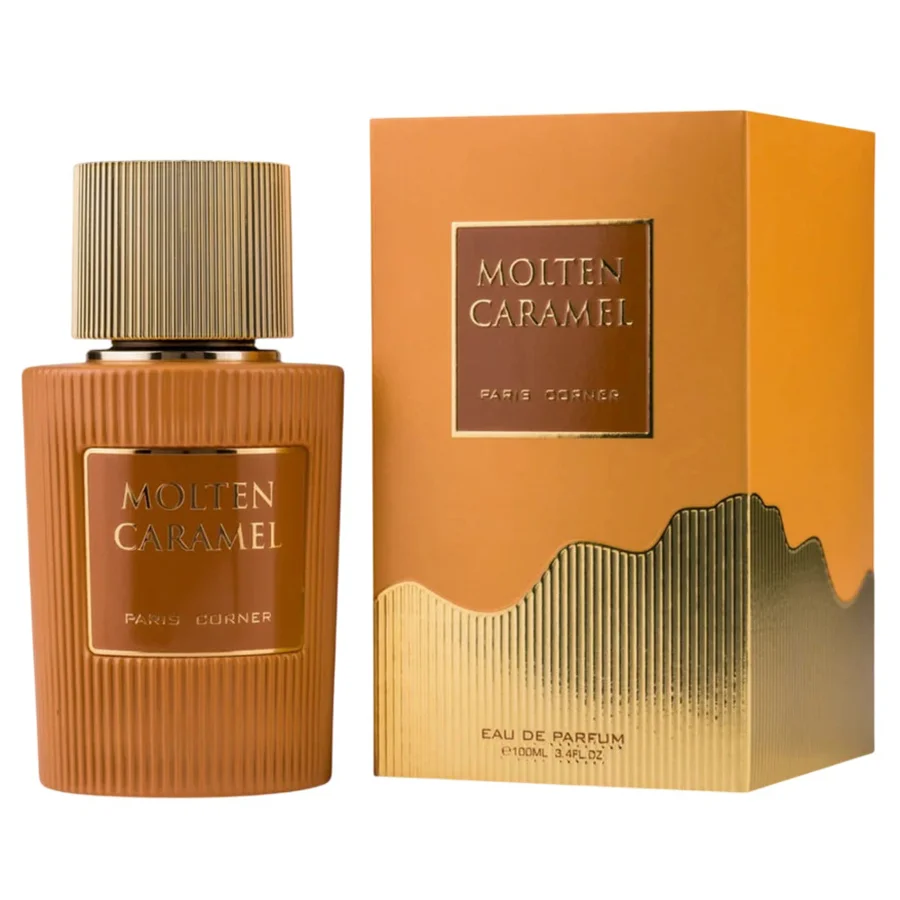 MOLTEN
CARAMEL
PARIS CORNER
MOLTEN
CARAMEL
PARIS CORNER
EAU DE PARFUM
℮100ML 3.4FL.OZ